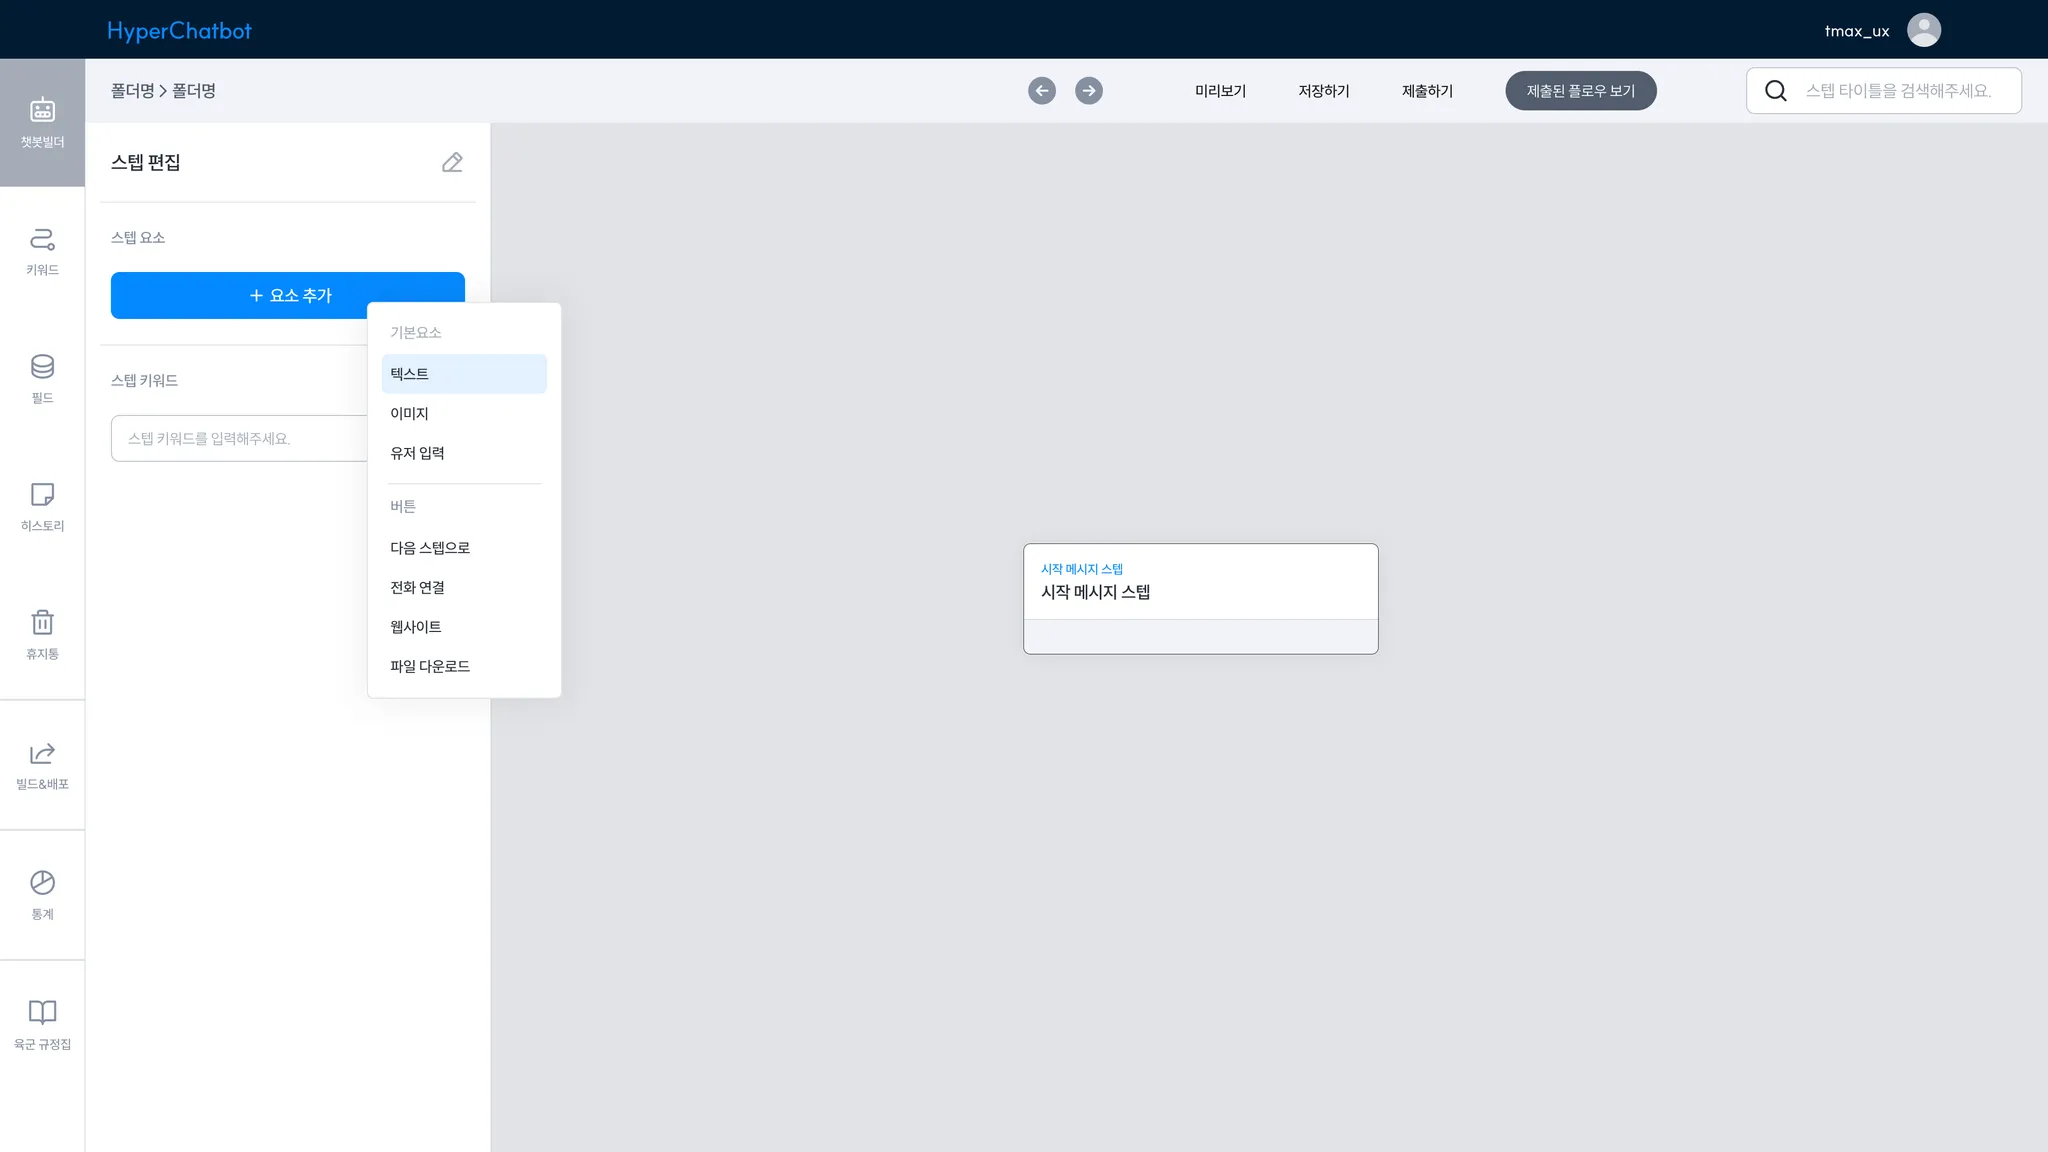 HyperChatbot
tmax_ux
챗봇빌더
폴더명 > 폴더명
미리보기
저장하기
제출하기
제출된 플로우 보기
스텝 타이틀을 검색해주세요.
스텝 편집
스텝 요소
+ 요소 추가
스텝 키워드
스텝 키워드를 입력해주세요.
기본요소
텍스트
이미지
유저 입력
버튼
다음 스텝으로
전화 연결
웹사이트
파일 다운로드
시작 메시지 스텝
시작 메시지 스텝
키워드
필드
히스토리
휴지통
빌드&배포
통계
육군 규정집